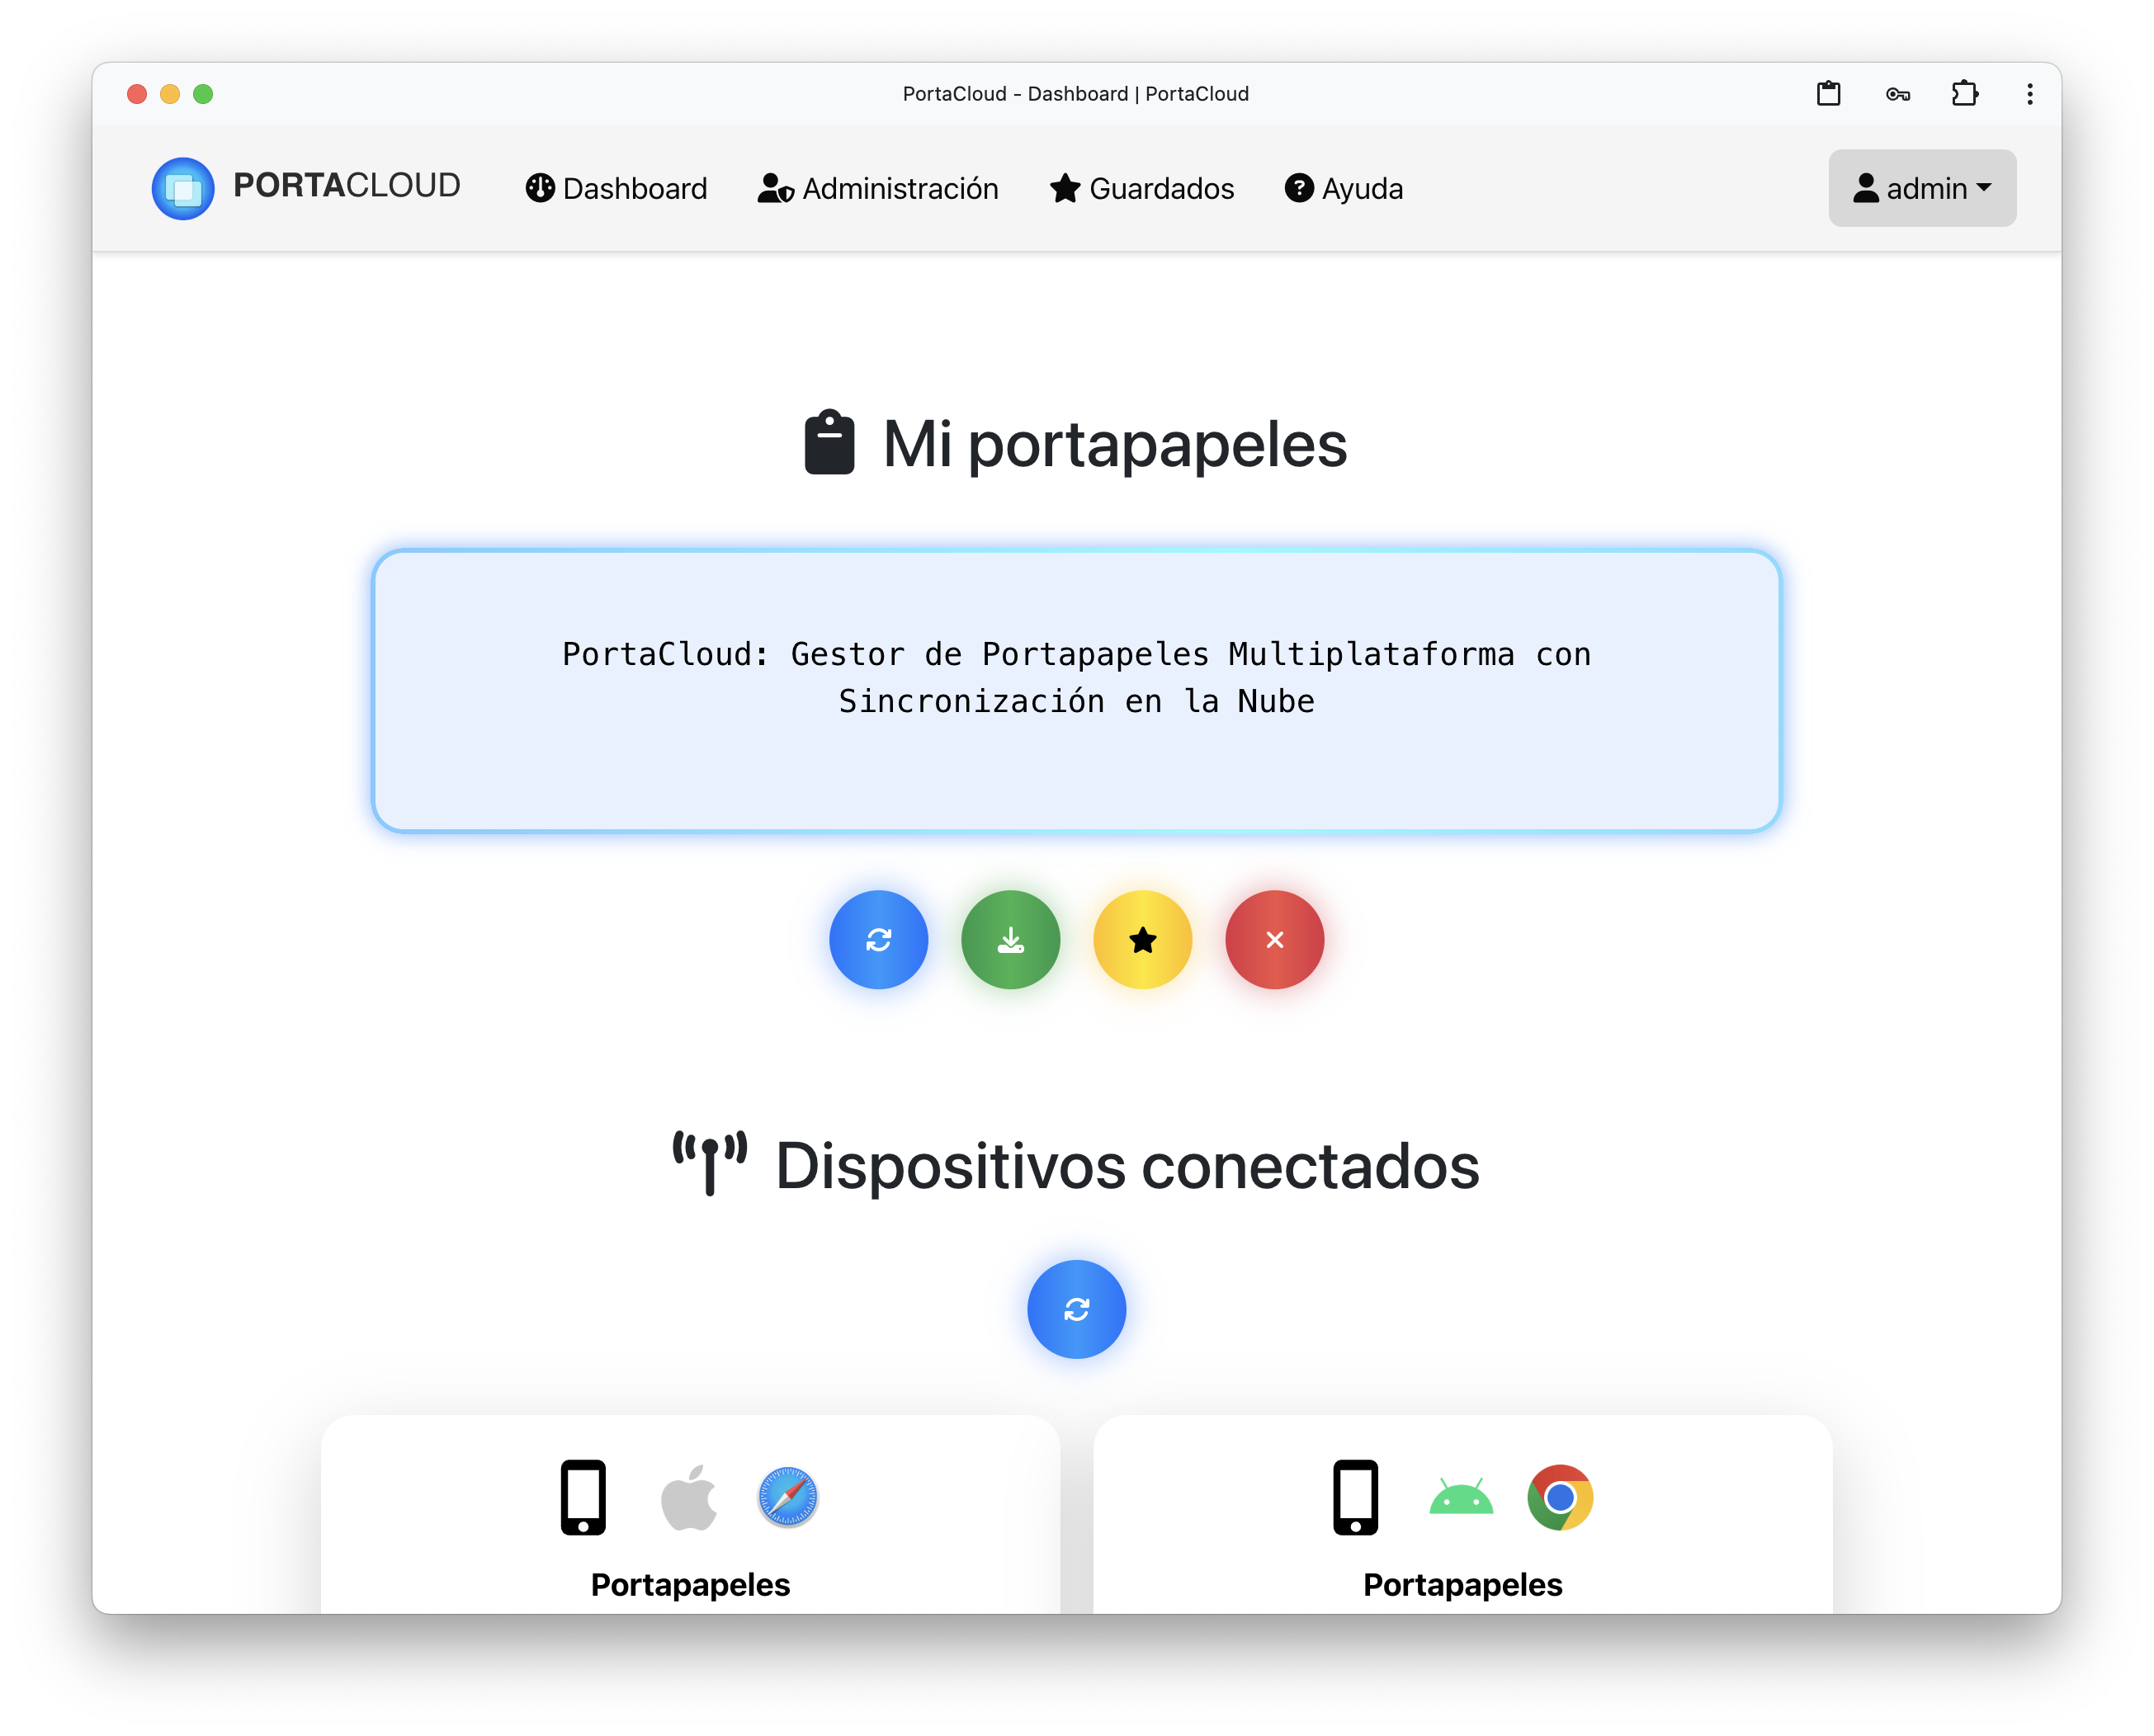 PortaCloud - Dashboard | PortaCloud
PORTACLOUD Dashboard Administración Guardados Ayuda admin
Mi portapapeles
PortaCloud: Gestor de Portapapeles Multiplataforma con
Sincronización en la Nube
Dispositivos conectados
Portapapeles Portapapeles